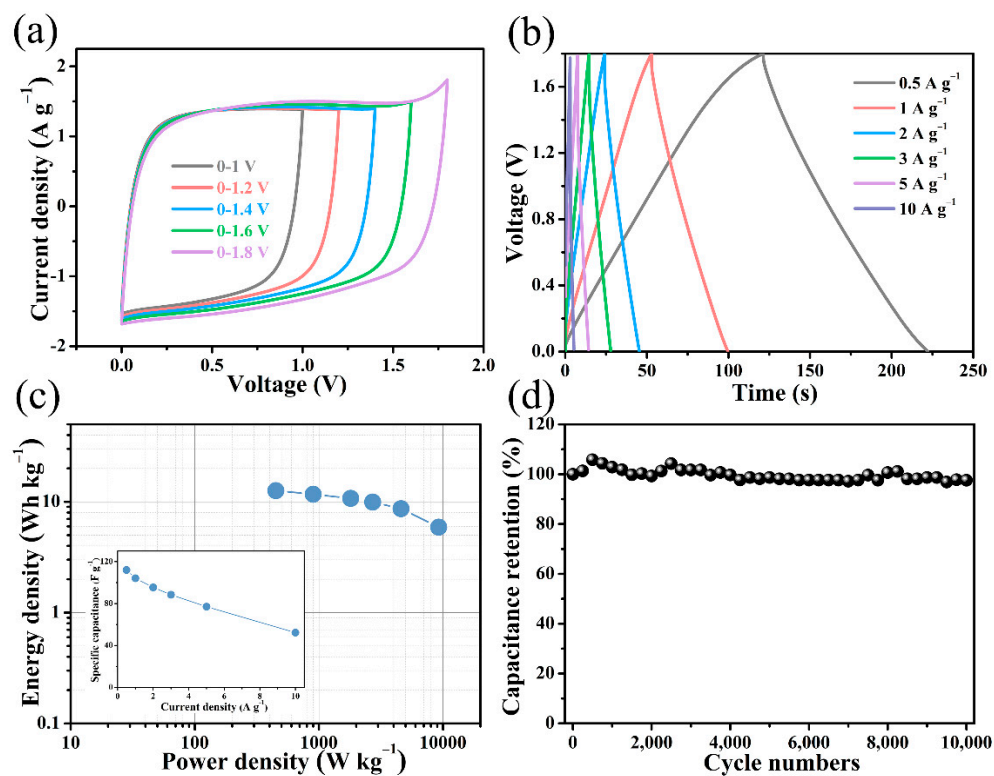 (a)
Current density (A g⁻¹)
2
1
0
-1
-2
0-1 V
0-1.2 V
0-1.4 V
0-1.6 V
0-1.8 V
0.0 0.5 1.0 1.5 2.0
Voltage (V)
(b)
Voltage (V)
1.8
1.2
0.6
0.0
0.5 A g⁻¹
1 A g⁻¹
2 A g⁻¹
3 A g⁻¹
5 A g⁻¹
10 A g⁻¹
0 50 100 150 200 250
Time (s)
(c)
Energy density (Wh kg⁻¹)
10
1
0.1
Specific capacitance (F g⁻¹)
120
80
40
0
0 2 4 6 8 10
Current density (A g⁻¹)
10 100 1000 10000
Power density (W kg⁻¹)
(d)
Capacitance retention (%)
120
100
80
60
40
20
0
0 2,000 4,000 6,000 8,000 10,000
Cycle numbers